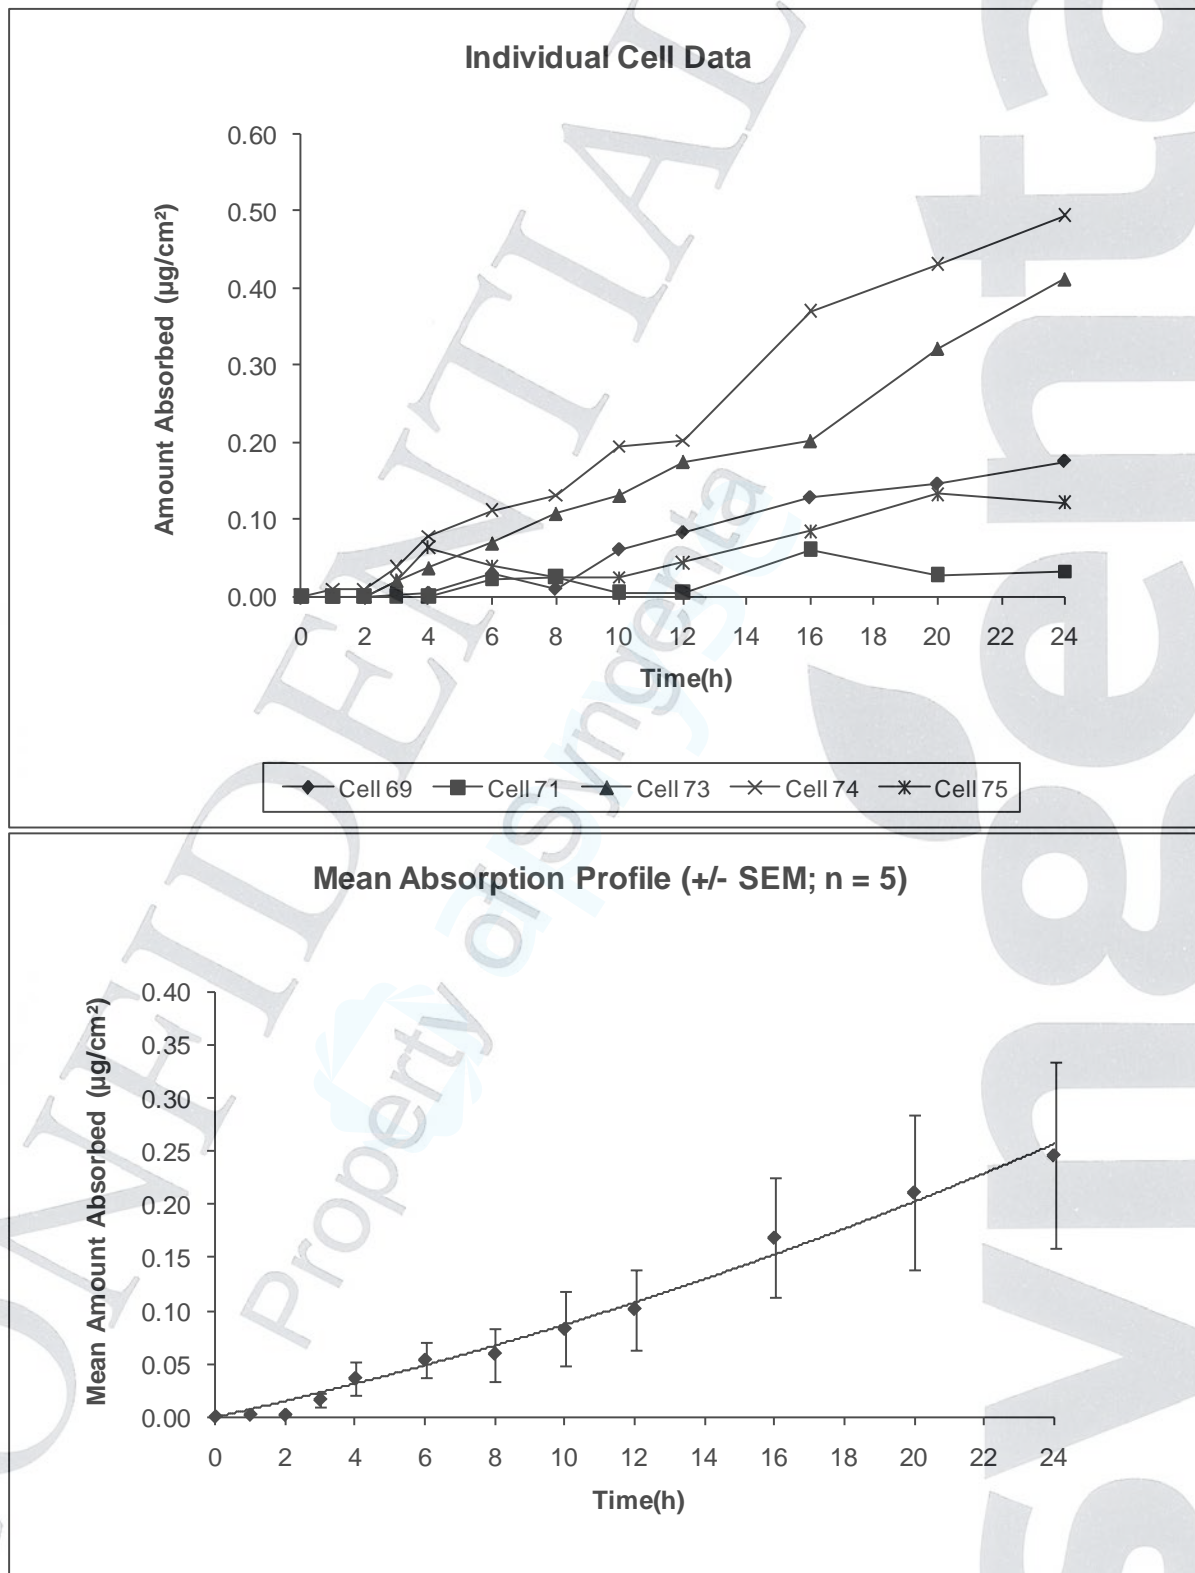 Individual Cell Data
0.60
0.50
0.40
0.30
0.20
0.10
0.00
Amount Absorbed (µg/cm²)
0 2 4 6 8 10 12 14 16 18 20 22 24
Time(h)
Cell 69 Cell 71 Cell 73 Cell 74 Cell 75
Mean Absorption Profile (+/- SEM; n = 5)
0.40
0.35
0.30
0.25
0.20
0.15
0.10
0.05
0.00
Mean Amount Absorbed (µg/cm²)
0 2 4 6 8 10 12 14 16 18 20 22 24
Time(h)
CONFIDENTIAL
Property of Syngenta
syngenta